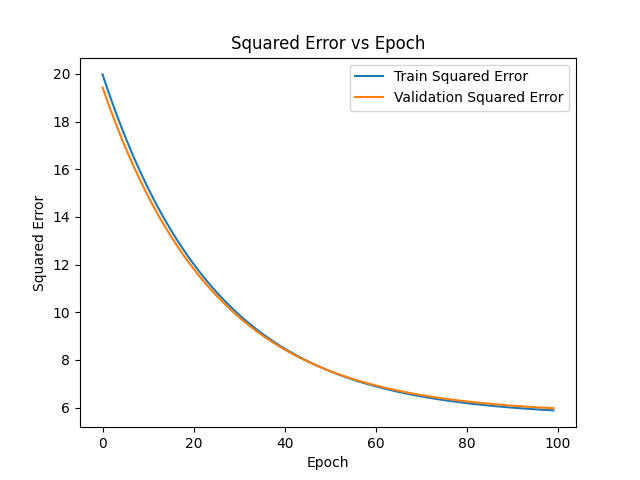 Squared Error vs Epoch
Train Squared Error
Validation Squared Error
Squared Error
20
18
16
14
12
10
8
6
0 20 40 60 80 100
Epoch